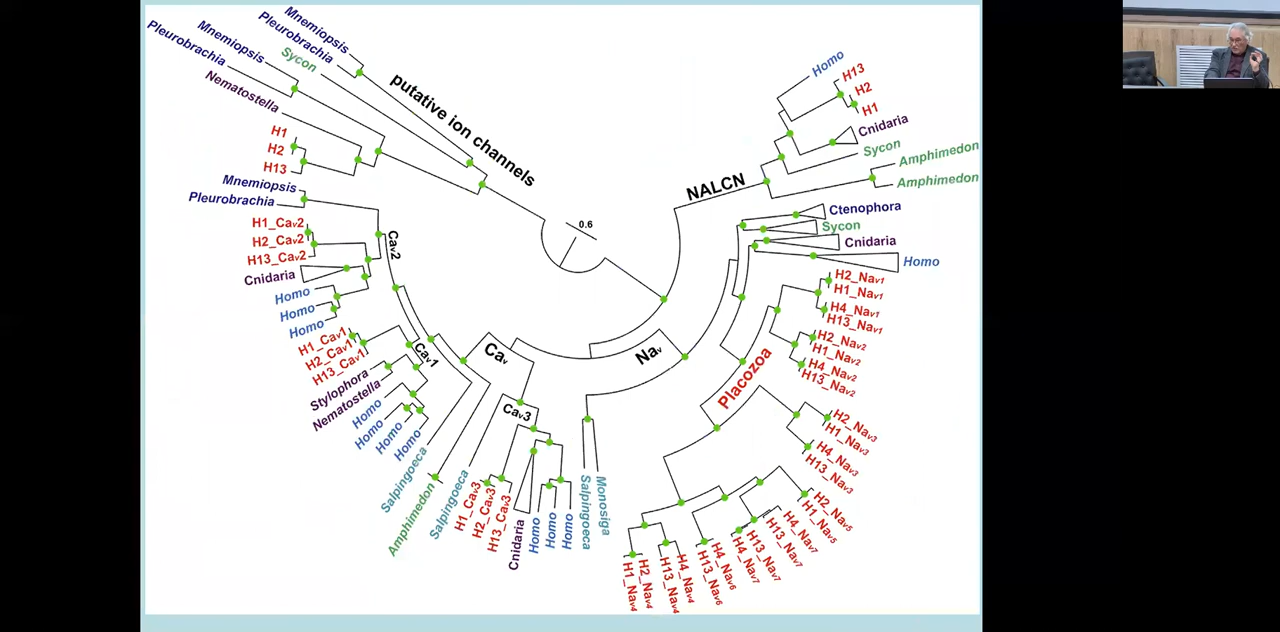 Mnemiopsis
Pleurobrachia
Sycon
Mnemiopsis
Pleurobrachia
Nematostella
putative ion channels
H1
H2
H13
Mnemiopsis
Pleurobrachia
H1_Cav2
H2_Cav2
H13_Cav2
Cnidaria
Homo
Homo
Homo
Cav2
H1_Cav1
H2_Cav1
H13_Cav1
Cav1
Stylophora
Nematostella
Homo
Homo
Homo
Homo
Salpingoeca
Amphimedon
Salpingoeca
Cav
Cav3
H1_Cav3
H2_Cav3
H13_Cav3
Cnidaria
Homo
Homo
Homo
Salpingoeca
Monosiga
0.6
NALCN
Homo
H13
H2
H1
Cnidaria
Sycon
Amphimedon
Amphimedon
Nav
Ctenophora
Sycon
Cnidaria
Homo
Placozoa
H2_Nav1
H1_Nav1
H4_Nav1
H13_Nav1
H2_Nav2
H1_Nav2
H4_Nav2
H13_Nav2
H2_Nav3
H1_Nav3
H4_Nav3
H13_Nav3
H2_Nav5
H1_Nav5
H4_Nav7
H13_Nav7
H13_Nav7
H4_Nav7
H4_Nav6
H13_Nav6
H4_Nav4
H13_Nav4
H2_Nav4
H1_Nav4